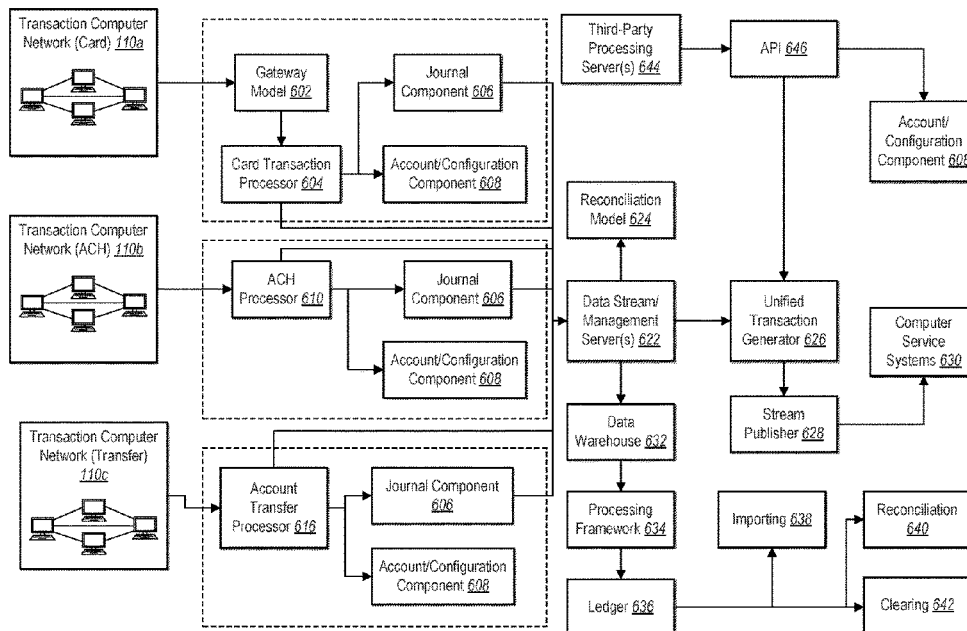 Transaction Computer
Network (Card) 110a
Gateway
Model 602
Card Transaction
Processor 604
Journal
Component 606
Account/Configuration
Component 608
Transaction Computer
Network (ACH) 110b
ACH
Processor 610
Journal
Component 606
Account/Configuration
Component 608
Transaction Computer
Network (Transfer)
110c
Account
Transfer
Processor 616
Journal Component
606
Account/Configuration
Component 608
Third-Party
Processing
Server(s) 644
API 646
Account/
Configuration
Component 608
Reconciliation
Model 624
Data Stream/
Management
Server(s) 622
Unified
Transaction
Generator 626
Computer
Service
Systems 630
Stream
Publisher 628
Data
Warehouse 632
Processing
Framework 634
Ledger 636
Importing 638
Reconciliation
640
Clearing 642